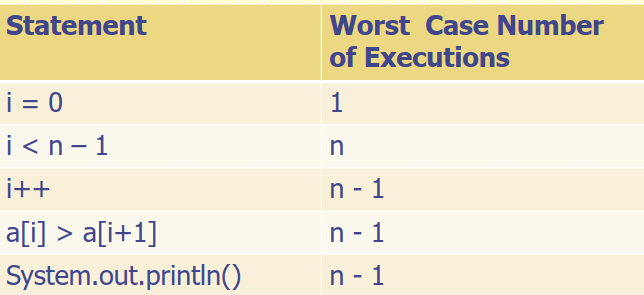 Statement
Worst Case Number
of Executions
i = 0
1
i < n – 1
n
i++
n - 1
a[i] > a[i+1]
n - 1
System.out.println()
n - 1